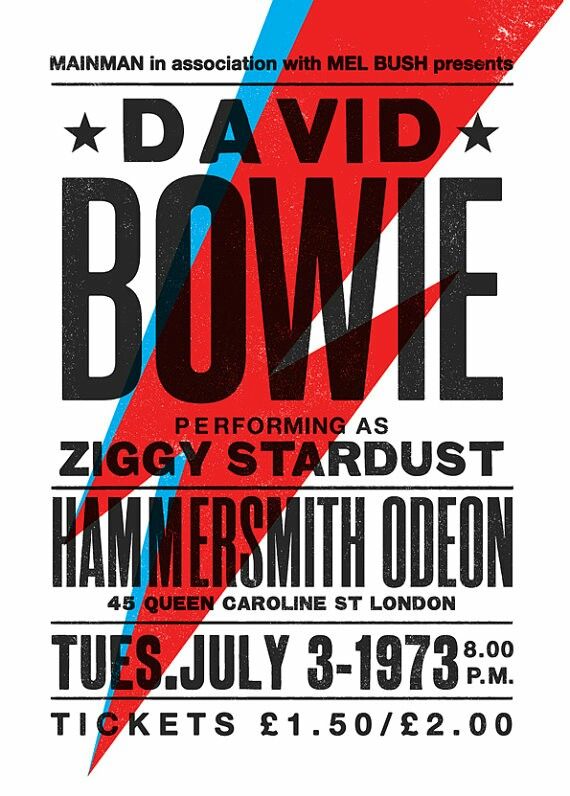 MAINMAN in association with MEL BUSH presents
★ DAVID ★
BOWIE
PERFORMING AS
ZIGGY STARDUST
HAMMERSMITH ODEON
45 QUEEN CAROLINE ST LONDON
TUES.JULY 3-1973 8.00 P.M.
TICKETS £1.50/£2.00